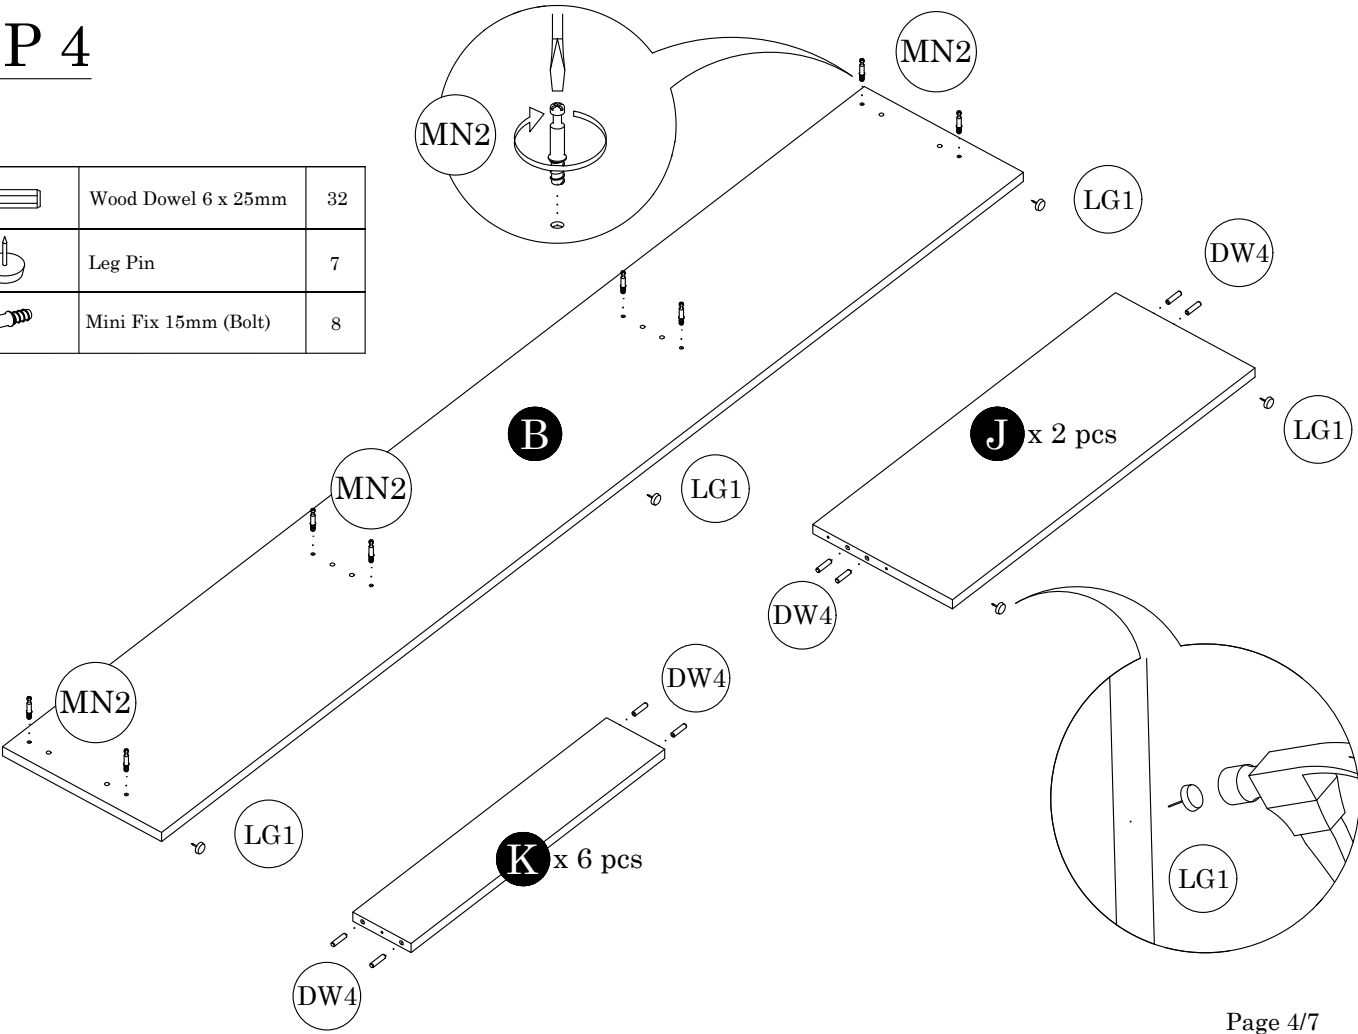 P 4
MN2
MN2
Wood Dowel 6 x 25mm 32
LG1
DW4
Leg Pin 7
Mini Fix 15mm (Bolt) 8
B
J x 2 pcs
LG1
MN2
LG1
DW4
MN2
DW4
LG1
K x 6 pcs
LG1
DW4
Page 4/7